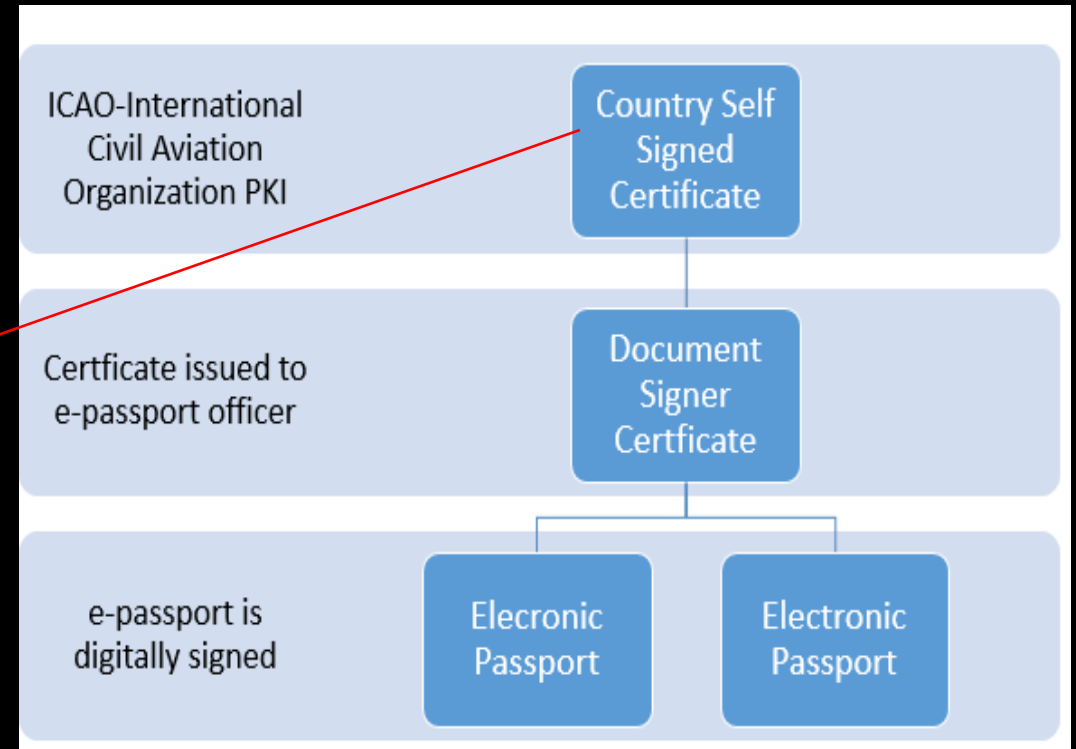 ICAO-International
Civil Aviation
Organization PKI
Country Self
Signed
Certificate
Certficate issued to
e-passport officer
Document
Signer
Certficate
e-passport is
digitally signed
Elecronic
Passport
Electronic
Passport